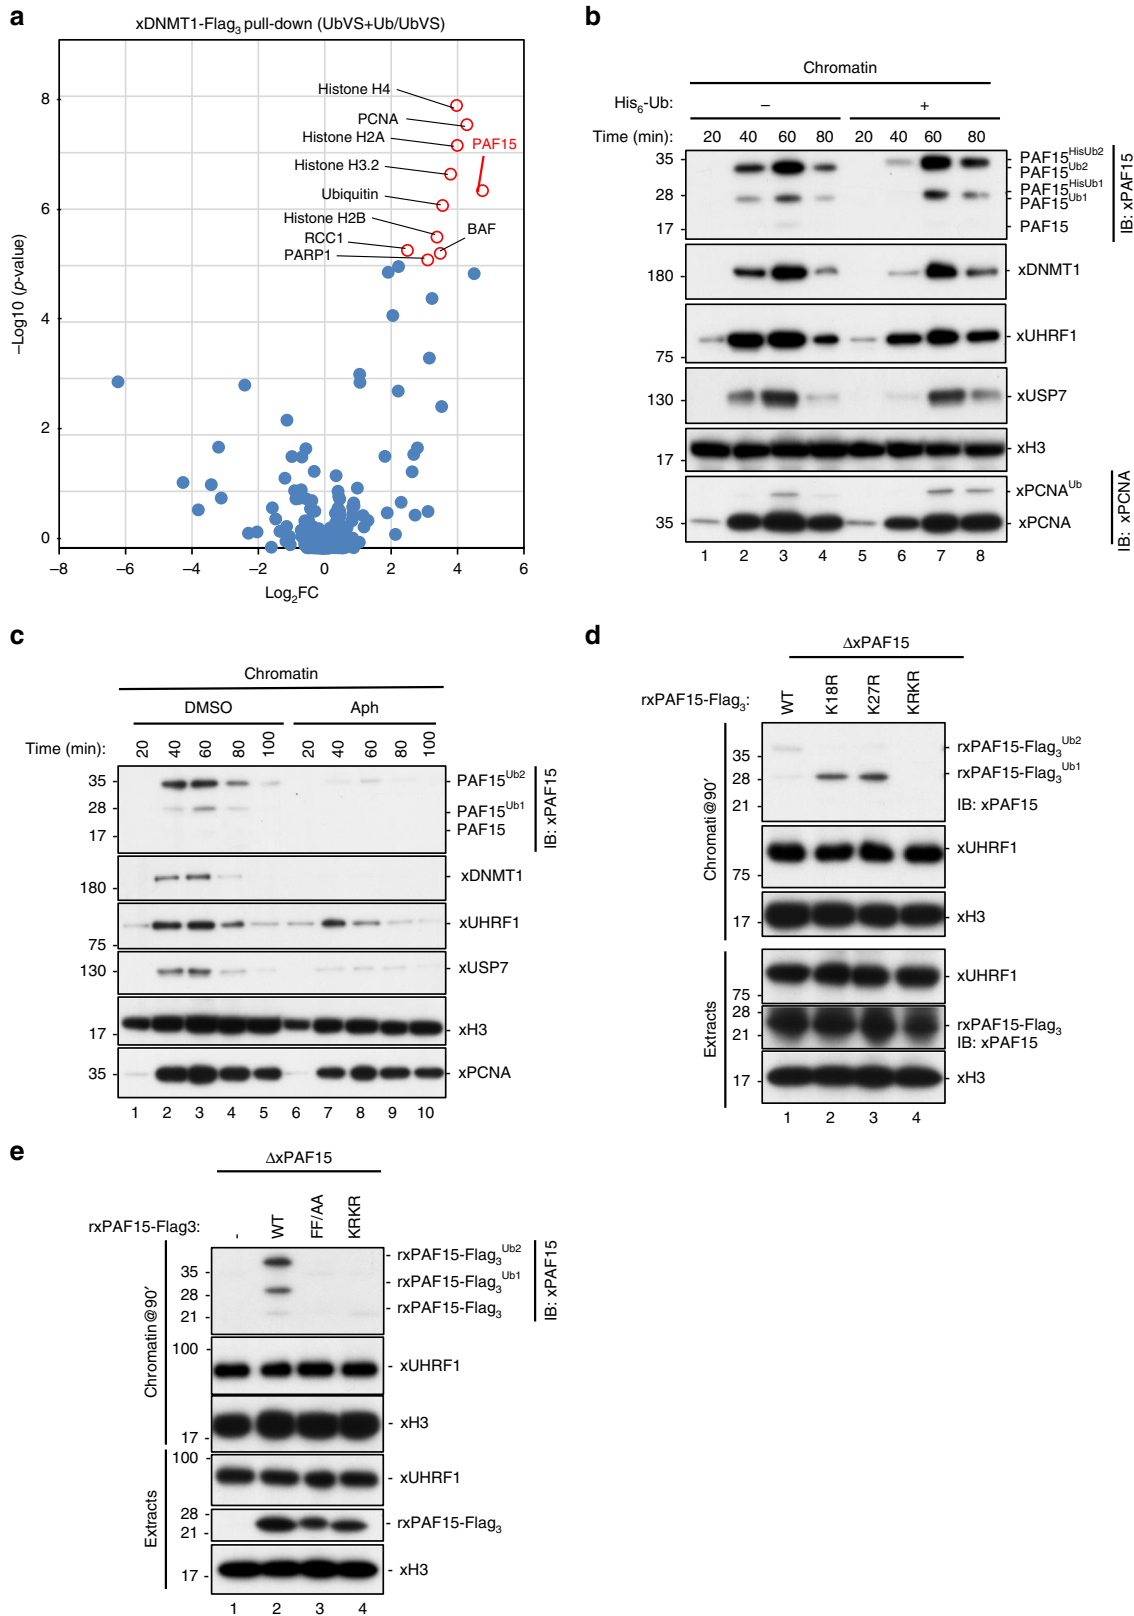 a
xDNMT1-Flag3 pull-down (UbVS+Ub/UbVS)
–Log10 (p-value)
8
6
4
2
0
Histone H4
PCNA
Histone H2A
PAF15
Histone H3.2
Ubiquitin
Histone H2B
BAF
RCC1
PARP1
–8 –6 –4 –2 0 2 4 6
Log2FC
b
Chromatin
His6-Ub: – +
Time (min): 20 40 60 80 20 40 60 80
35
28
17
PAF15HisUb2
PAF15Ub2
PAF15HisUb1
PAF15Ub1
PAF15
IB: xPAF15
180 xDNMT1
xUHRF1
75
130 xUSP7
xH3
17
xPCNAUb
35 xPCNA
IB: xPCNA
1 2 3 4 5 6 7 8
c
Chromatin
DMSO Aph
Time (min): 20 40 60 80 100 20 40 60 80 100
35 PAF15Ub2
28 PAF15Ub1
17 PAF15
IB: xPAF15
xDNMT1
180
xUHRF1
75
130 xUSP7
17 xH3
35 xPCNA
1 2 3 4 5 6 7 8 9 10
d
ΔxPAF15
rxPAF15-Flag3: WT K18R K27R KRKR
Chromati@90′
35 rxPAF15-Flag3Ub2
28 rxPAF15-Flag3Ub1
21 IB: xPAF15
xUHRF1
75
17 xH3
Extracts
xUHRF1
75
28
21
rxPAF15-Flag3
IB: xPAF15
17 xH3
1 2 3 4
e
ΔxPAF15
rxPAF15-Flag3: - WT FF/AA KRKR
Chromatin@90′
35
28
21
rxPAF15-Flag3Ub2
rxPAF15-Flag3Ub1
rxPAF15-Flag3
IB: xPAF15
100
xUHRF1
xH3
17
Extracts
100
xUHRF1
28
21
rxPAF15-Flag3
17 xH3
1 2 3 4